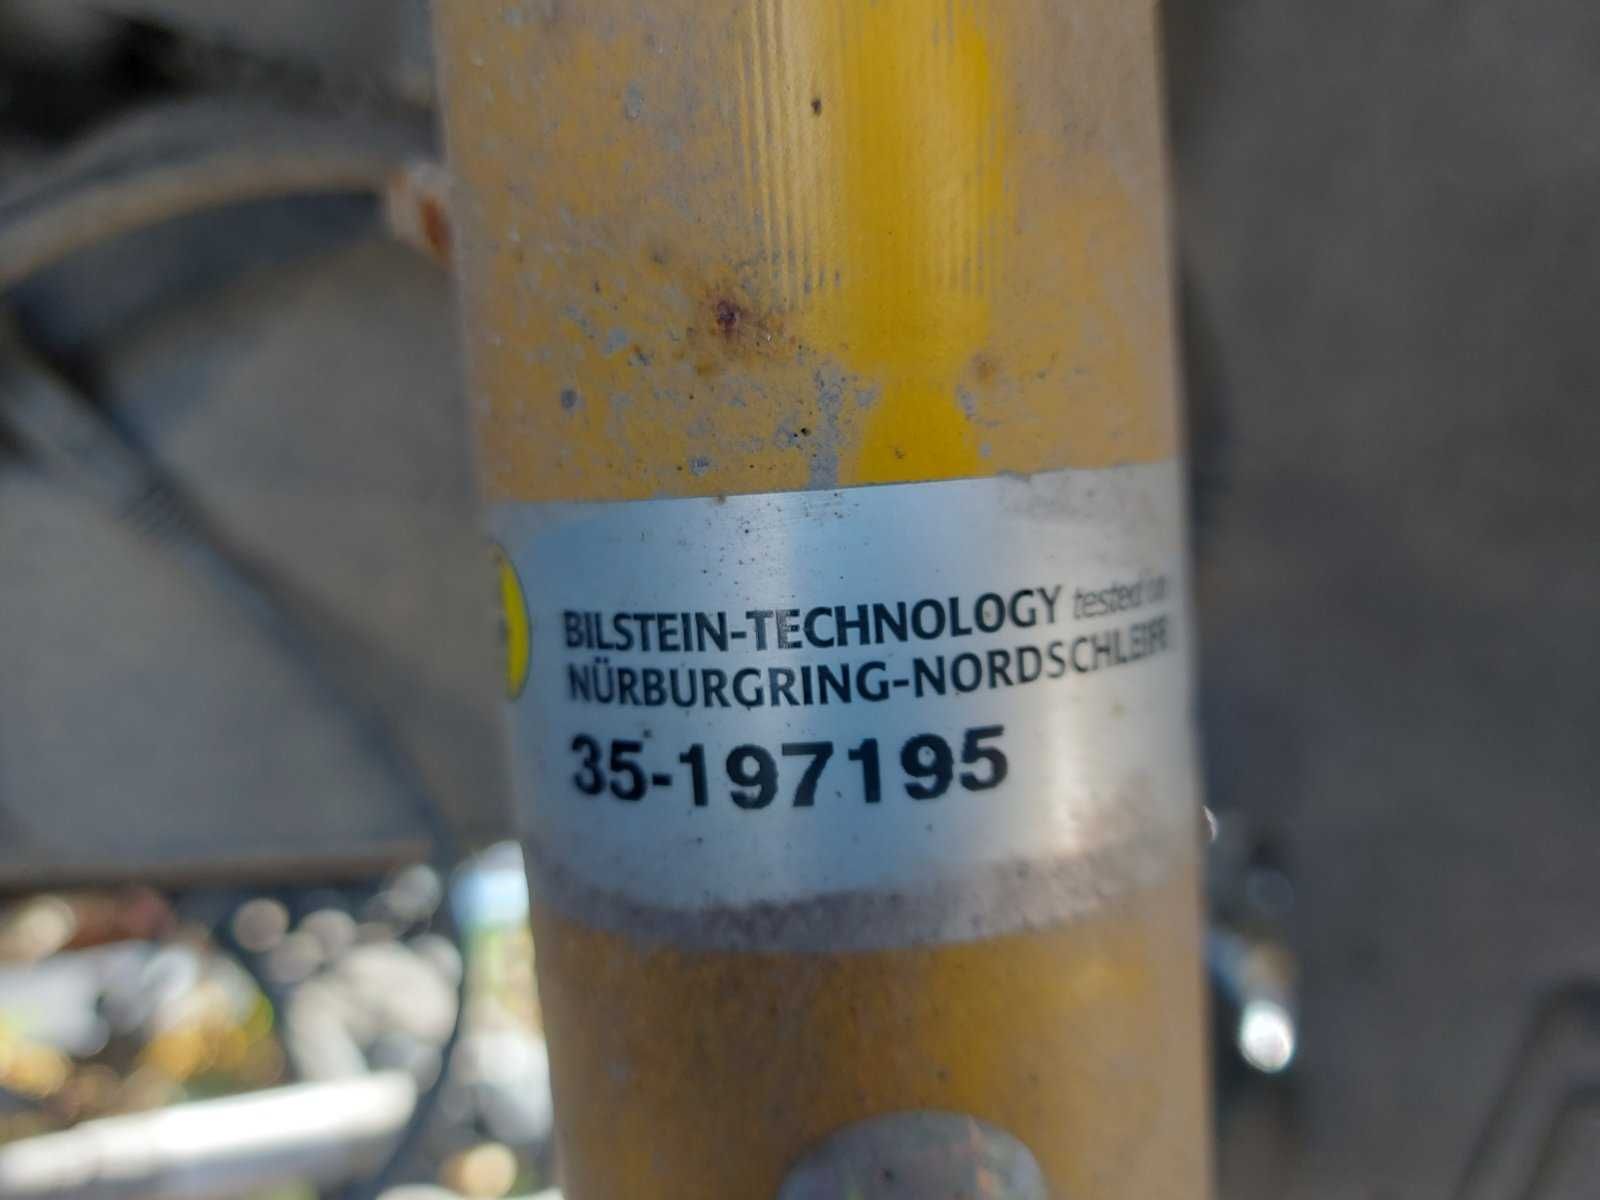 BILSTEIN-TECHNOLOGY tested on
NÜRBURGRING-NORDSCHLEIFE
35-197195